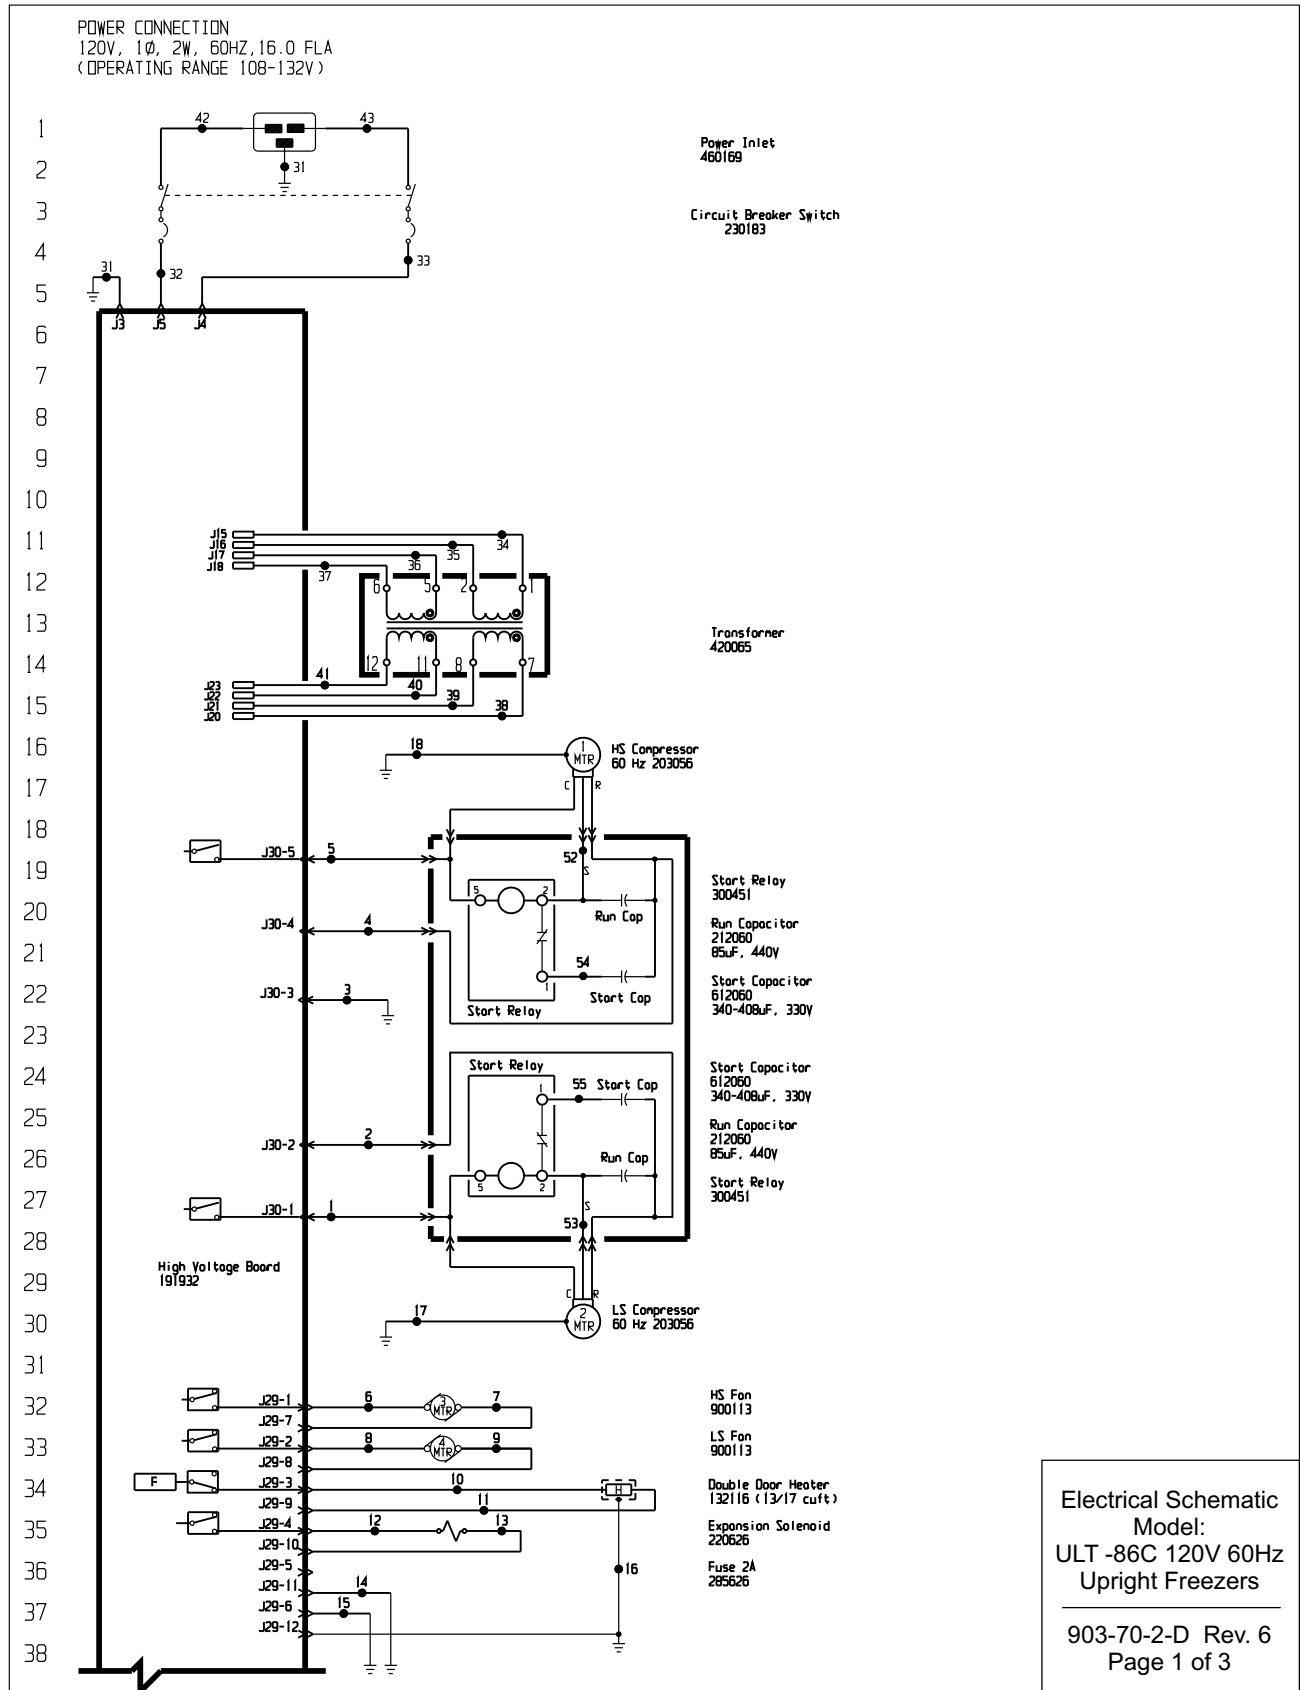 POWER CONNECTION
120V, 1Ø, 2W, 60HZ,16.0 FLA
(OPERATING RANGE 108-132V)
1
42
43
Power Inlet
460169
2
31
3
Circuit Breaker Switch
230183
4
33
31
32
5
J3 J5 J4
6
7
8
9
10
J15
34
11
J16
35
J17
36
J18
37
12
6 5 2 1
13
Transformer
420065
14
12 11 8 7
J23
41
J22
40
15
J21
39
J20
38
16
18
1
MTR
HS Compressor
60 Hz 203056
17
C R
18
J30-5
5
52
19
S
Start Relay
300451
5 2
20
Run Cap
J30-4
4
Run Capacitor
212060
85uF, 440V
21
54
Start Capacitor
612060
340-408uF, 330V
22
J30-3
3
1
Start Cap
Start Relay
23
Start Relay
24
Start Capacitor
612060
340-408uF, 330V
1
55 Start Cap
25
Run Capacitor
212060
85uF, 440V
J30-2
2
26
Run Cap
Start Relay
300451
5 2
27
J30-1
1
S
53
28
High Voltage Board
191932
29
C R
30
17
2
MTR
LS Compressor
60 Hz 203056
31
32
J29-1
6
3
MTR
7
HS Fan
900113
J29-7
33
J29-2
8
4
MTR
9
LS Fan
900113
J29-8
34
F
J29-3
10
H
Double Door Heater
132116 (13/17 cuft)
J29-9
11
35
J29-4
12
13
Expansion Solenoid
220626
J29-10
36
J29-5
16
Fuse 2A
285626
J29-11
14
37
J29-6
15
J29-12
38
Electrical Schematic
Model:
ULT -86C 120V 60Hz
Upright Freezers
903-70-2-D Rev. 6
Page 1 of 3